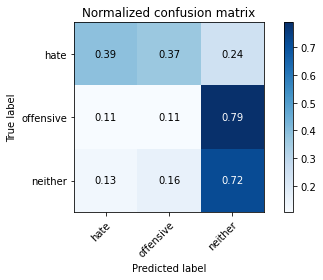 Normalized confusion matrix
hate 0.39 0.37 0.24
offensive 0.11 0.11 0.79
neither 0.13 0.16 0.72
True label
hate offensive neither
Predicted label
0.7
0.6
0.5
0.4
0.3
0.2